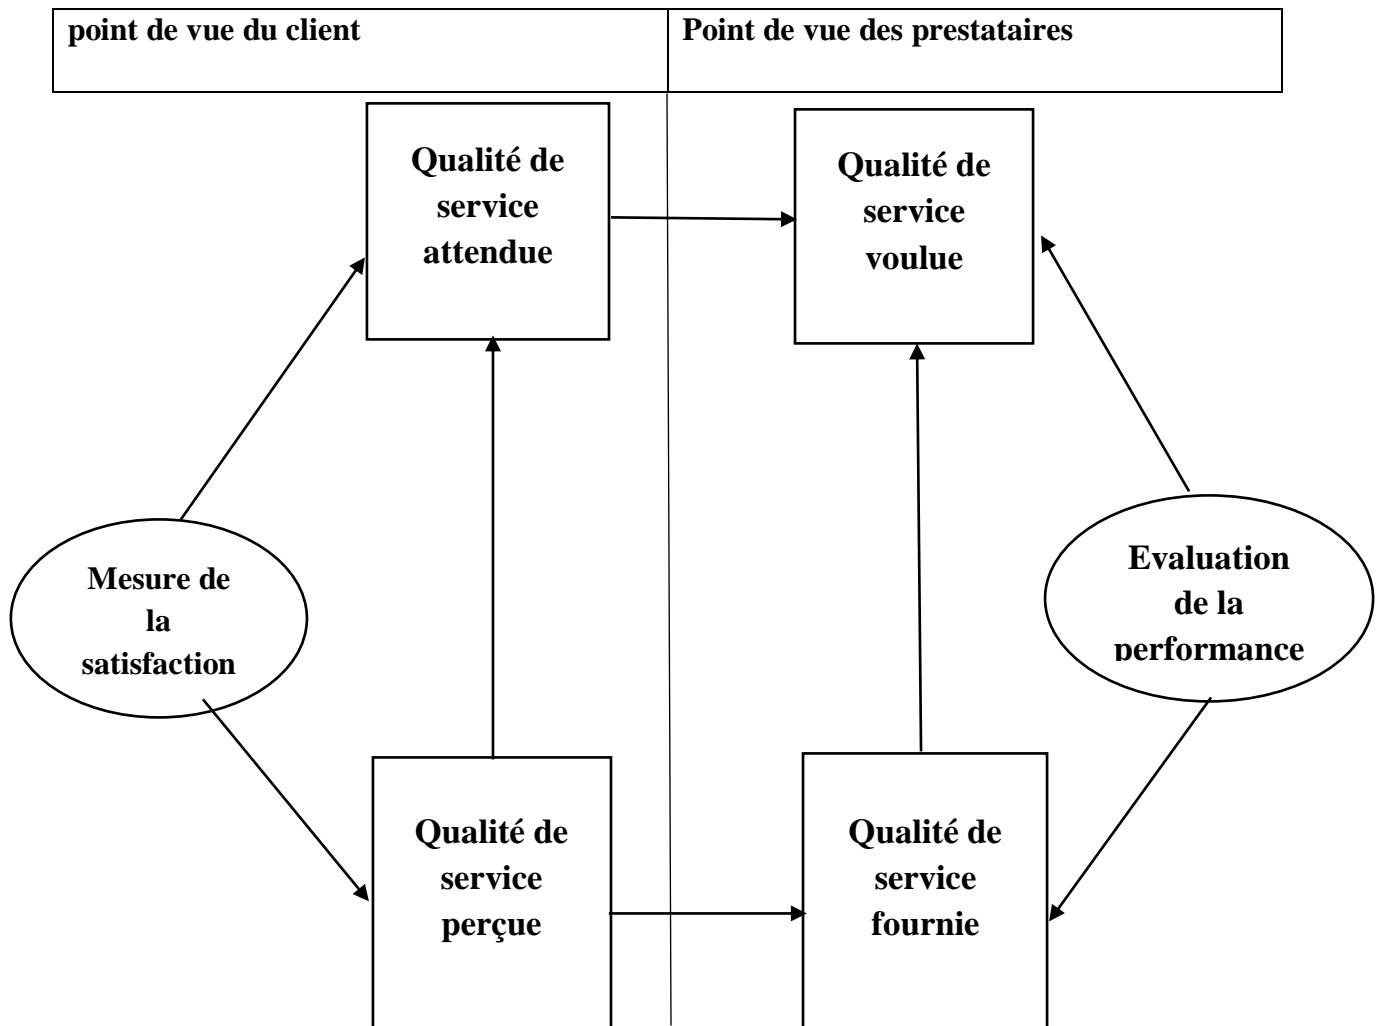 point de vue du client
Point de vue des prestataires
Qualité de
service
attendue
Qualité de
service
voulue
Mesure de
la
satisfaction
Evaluation
de la
performance
Qualité de
service
perçue
Qualité de
service
fournie